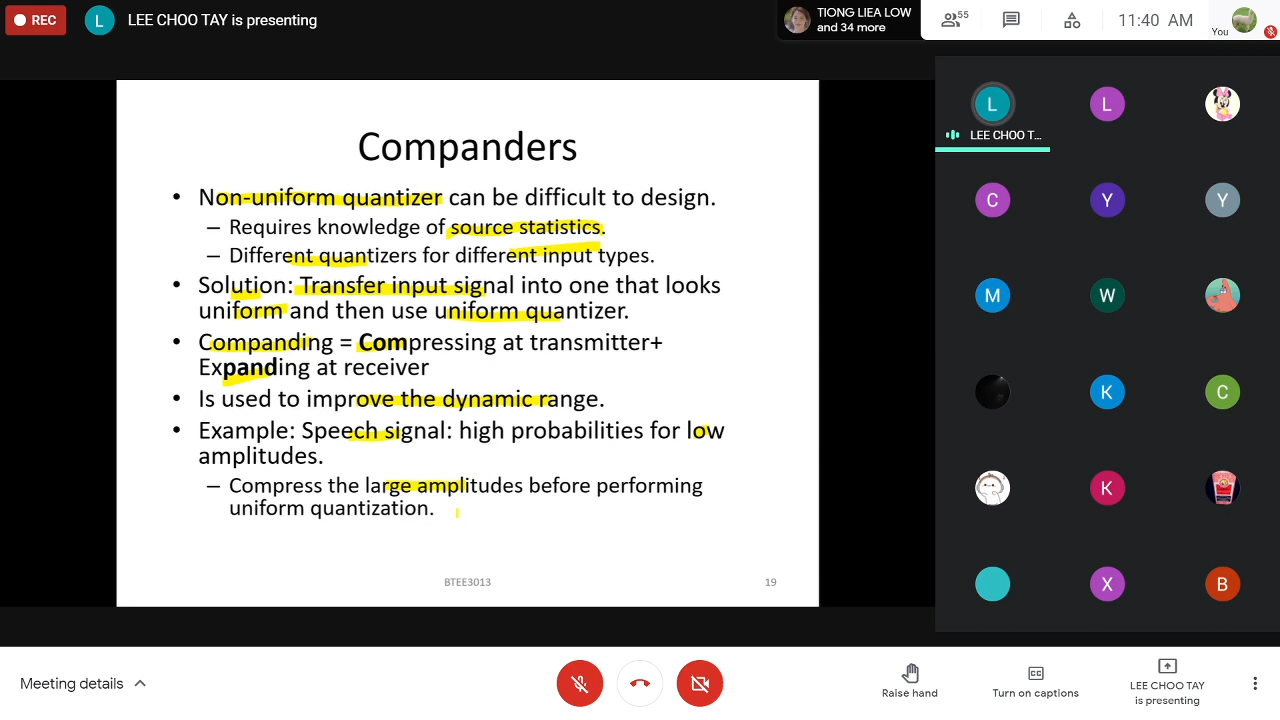 REC
L
LEE CHOO TAY is presenting
TIONG LIEA LOW
and 34 more
55
11:40 AM
You
Companders
• Non-uniform quantizer can be difficult to design.
– Requires knowledge of source statistics.
– Different quantizers for different input types.
• Solution: Transfer input signal into one that looks
uniform and then use uniform quantizer.
• Companding = Compressing at transmitter+
Expanding at receiver
• Is used to improve the dynamic range.
• Example: Speech signal: high probabilities for low
amplitudes.
– Compress the large amplitudes before performing
uniform quantization.
BTEE3013
19
L
L
LEE CHOO T...
C
Y
Y
M
W
K
C
K
X
B
Meeting details
Raise hand
CC
Turn on captions
LEE CHOO TAY
is presenting